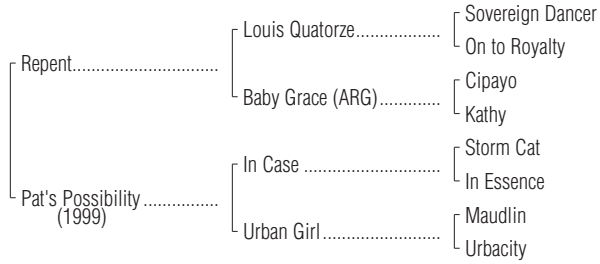 Sovereign Dancer
Louis Quatorze..................
On to Royalty
Repent...............................
Cipayo
Baby Grace (ARG).............
Kathy
Storm Cat
In Case .............................
In Essence
Pat's Possibility ................
(1999)
Maudlin
Urban Girl.........................
Urbacity